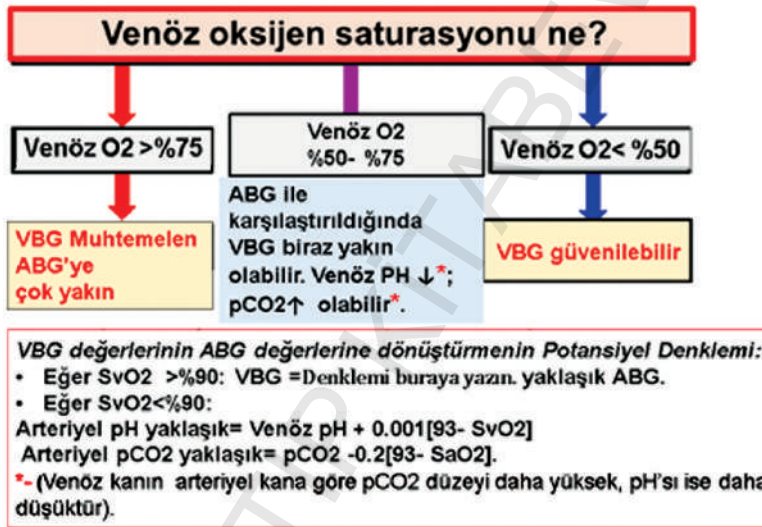 Venöz oksijen saturasyonu ne?
Venöz O2 >%75
Venöz O2
%50- %75
Venöz O2< %50
VBG Muhtemelen
ABG'ye
çok yakın
ABG ile
karşılaştırıldığında
VBG biraz yakın
olabilir. Venöz PH ↓*;
pCO2↑ olabilir*.
VBG güvenilebilir
VBG değerlerinin ABG değerlerine dönüştürmenin Potansiyel Denklemi:
• Eğer SvO2 >%90: VBG =Denklemi buraya yazın. yaklaşık ABG.
• Eğer SvO2<%90:
Arteriyel pH yaklaşık= Venöz pH + 0.001[93- SvO2]
Arteriyel pCO2 yaklaşık= pCO2 -0.2[93- SaO2].
*- (Venöz kanın arteriyel kana göre pCO2 düzeyi daha yüksek, pH'sı ise daha
düşüktür).
TIP KİTABEV